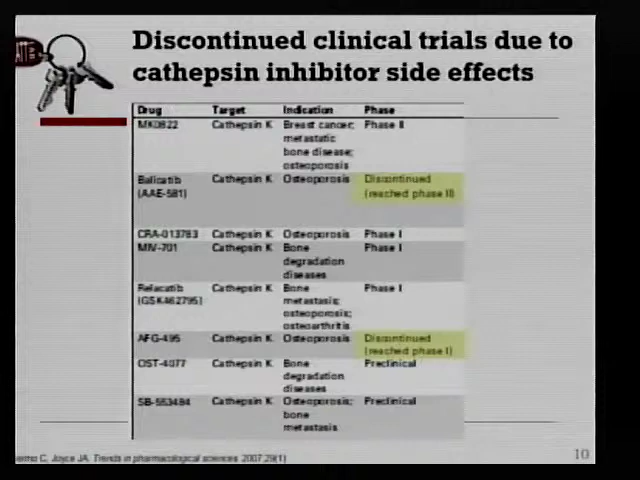 Discontinued clinical trials due to
cathepsin inhibitor side effects
Drug Target Indication Phase
MK0822 Cathepsin K Breast cancer; Phase II
metastatic
bone disease;
osteoporosis
Balicatib Cathepsin K Osteoporosis Discontinued
(AAE-581) (reached phase II)
CRA-013783 Cathepsin K Osteoporosis Phase I
MIV-701 Cathepsin K Bone Phase I
degradation
diseases
Relacatib Cathepsin K Bone Phase I
(GSK462795) metastasis;
osteoporosis;
osteoarthritis
AFG-495 Cathepsin K Osteoporosis Discontinued
(reached phase I)
OST-4077 Cathepsin K Bone Preclinical
degradation
diseases
SB-553484 Cathepsin K Osteoporosis; Preclinical
bone
metastasis
C, Joyce JA. Trends in pharmacological sciences. 2007;29(1)
10